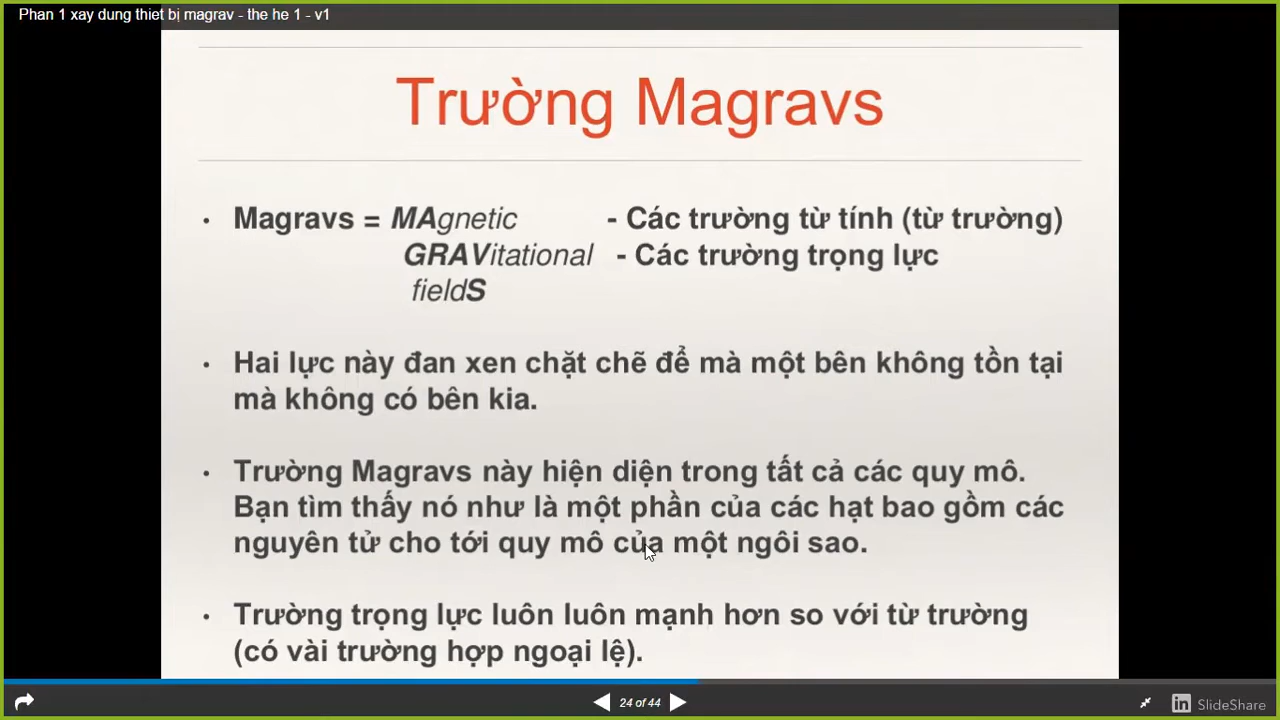 Phan 1 xay dung thiet bị magrav - the he 1 - v1
Trường Magravs
• Magravs = MAgnetic - Các trường từ tính (từ trường)
GRAVitational - Các trường trọng lực
fieldS
• Hai lực này đan xen chặt chẽ để mà một bên không tồn tại
mà không có bên kia.
• Trường Magravs này hiện diện trong tất cả các quy mô.
Bạn tìm thấy nó như là một phần của các hạt bao gồm các
nguyên tử cho tới quy mô của một ngôi sao.
• Trường trọng lực luôn luôn mạnh hơn so với từ trường
(có vài trường hợp ngoại lệ).
24 of 44
in SlideShare